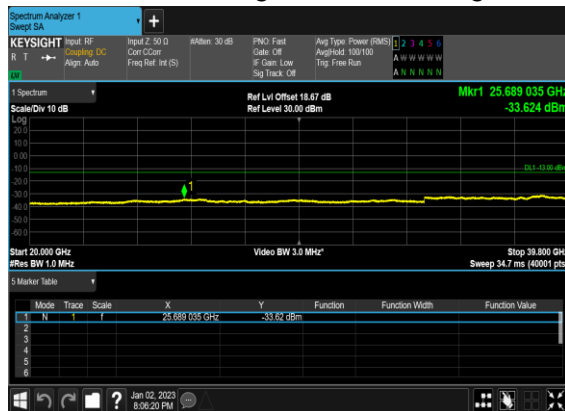 Spectrum Analyzer 1
Swept SA
KEYSIGHT Input: RF Input Z: 50 Ω #Atten: 30 dB PNO: Fast Avg Type: Power (RMS) 1 2 3 4 5 6
R T Coupling: DC Corr CCorr Gate: Off Avg|Hold: 100/100 A W W W W W
Align: Auto Freq Ref: Int (S) IF Gain: Low Trig: Free Run
Sig Track: Off A N N N N N
LW
1 Spectrum Ref Lvl Offset 18.67 dB Mkr1 25.689 035 GHz
Scale/Div 10 dB Ref Level 30.00 dBm -33.624 dBm
Log
20.0
10.0
0.00
-10.0
DL1 -13.00 dBm
-20.0
1
-30.0
-40.0
-50.0
-60.0
Start 20.000 GHz Video BW 3.0 MHz* Stop 39.800 GHz
#Res BW 1.0 MHz Sweep 34.7 ms (40001 pts
5 Marker Table
Mode Trace Scale X Y Function Function Width Function Value
1 N 1 f 25.689 035 GHz -33.62 dBm
2
3
4
5
6
? Jan 02, 2023
8:06:20 PM